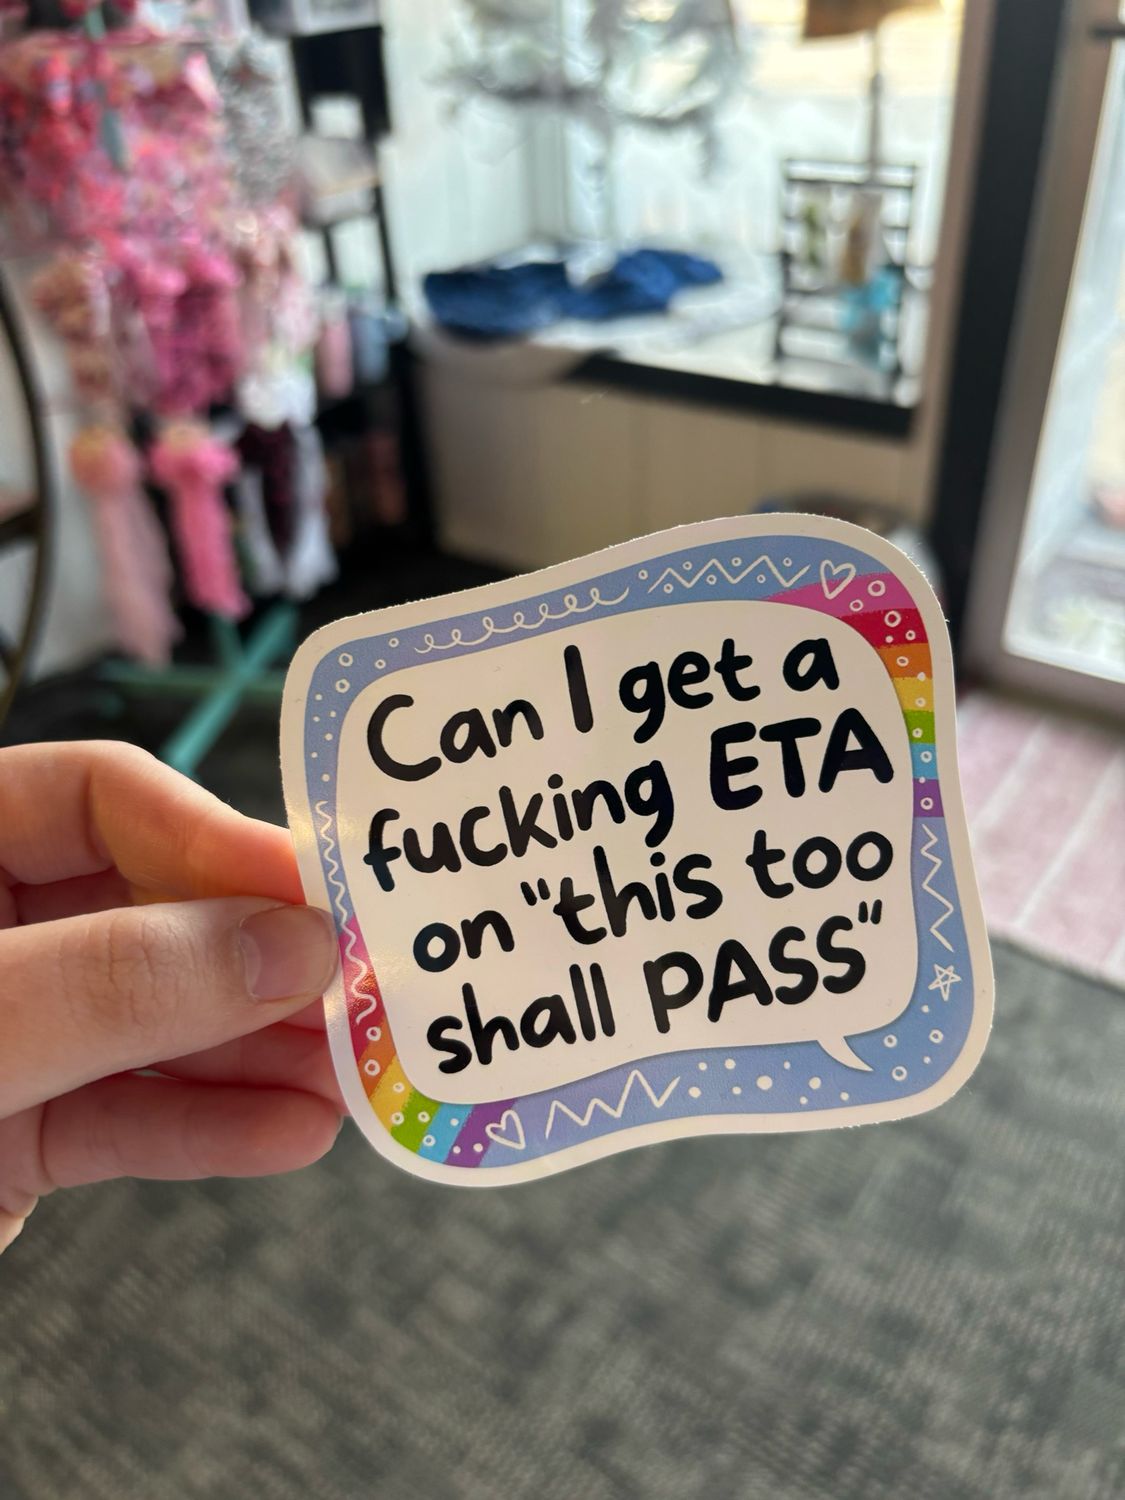 Can I get a
fucking ETA
on "this too
shall PASS"